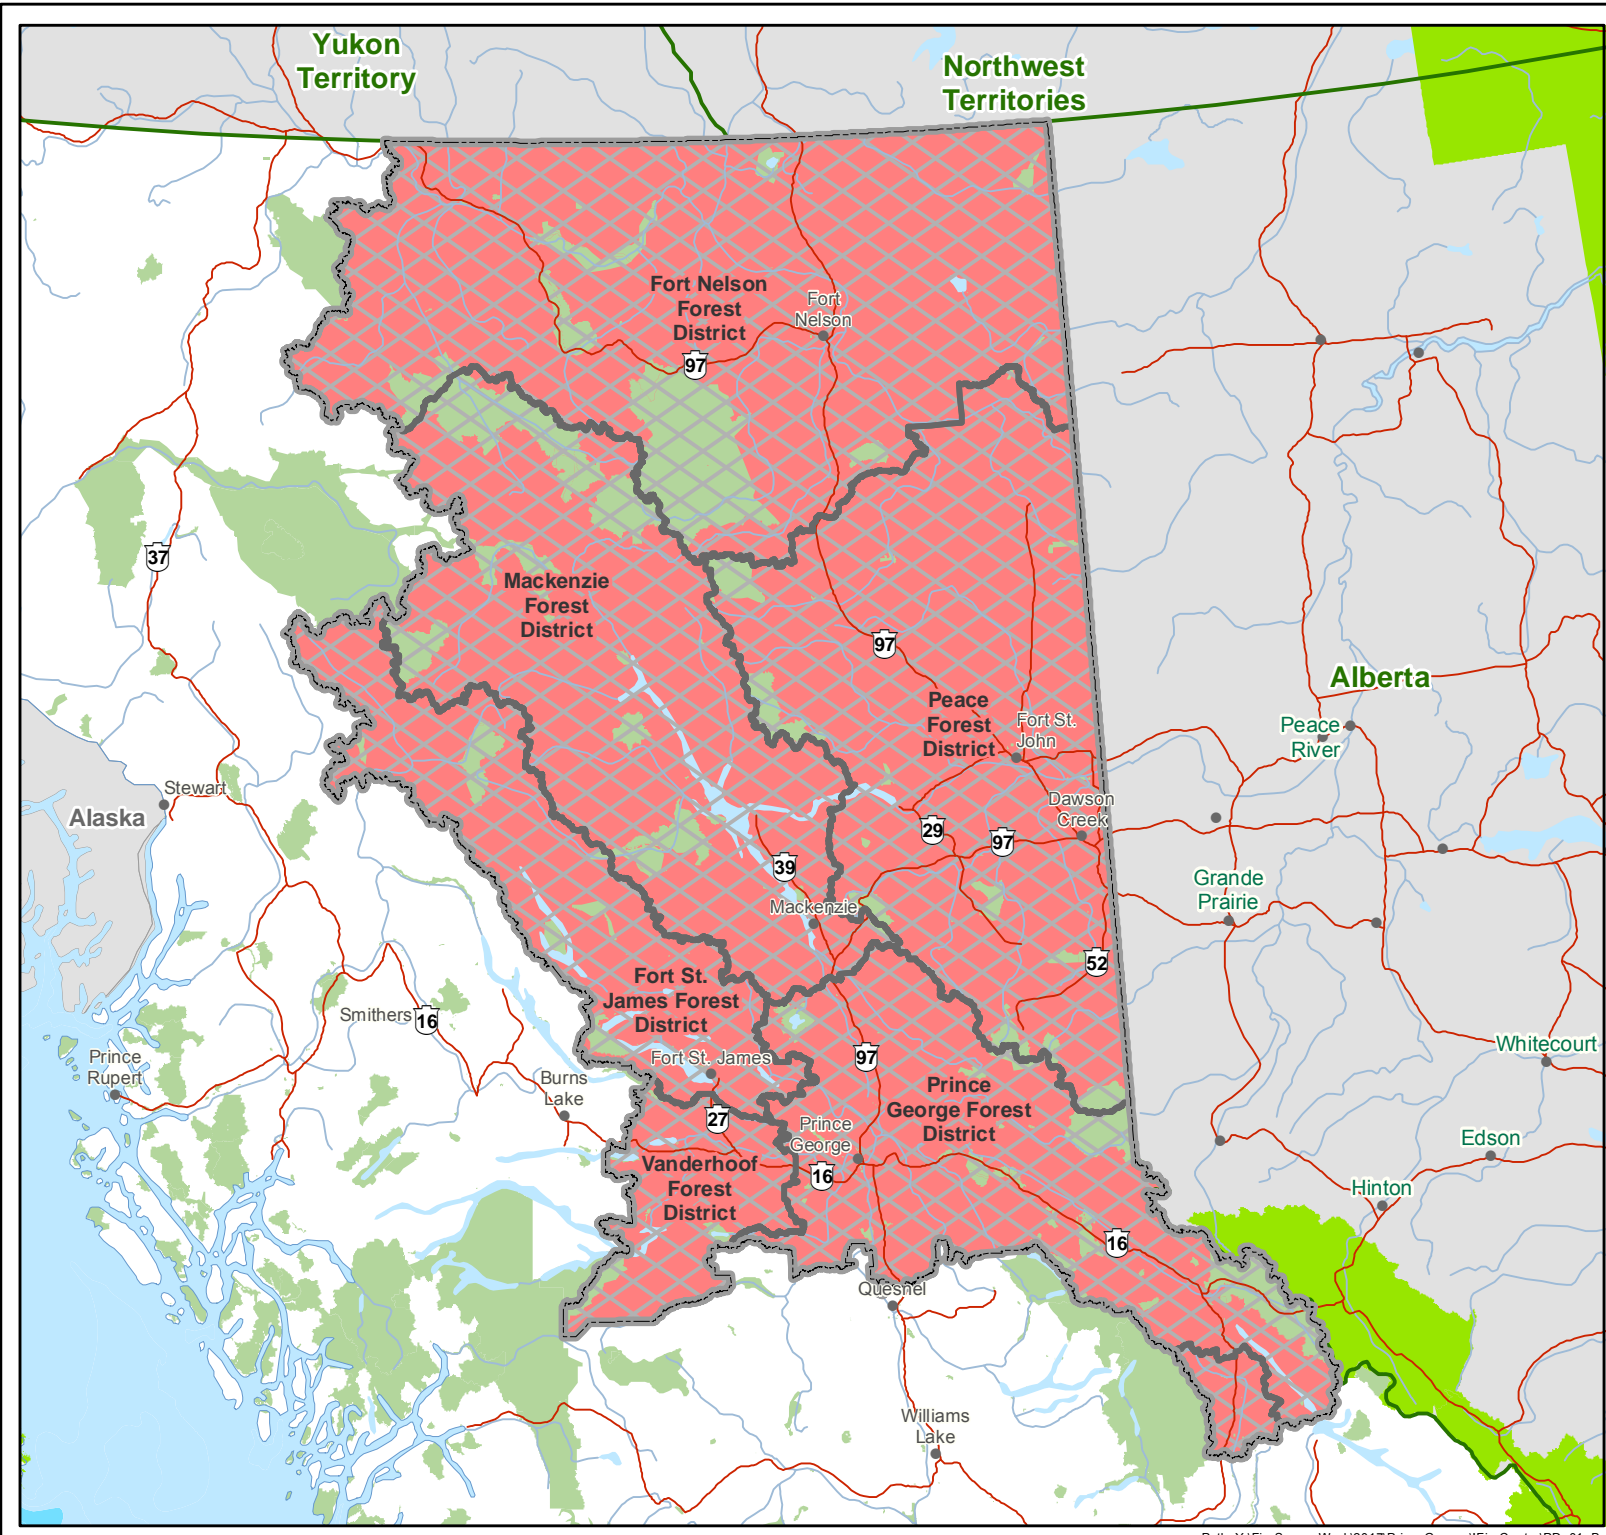 Yukon
Territory
Northwest
Territories
Fort Nelson
Forest
District
Fort
Nelson
97
37
Mackenzie
Forest
District
97
Peace
Forest
District
Fort St.
John
Alberta
Peace
River
Stewart
Alaska
Dawson
Creek
29
97
39
Mackenzie
Grande
Prairie
52
Fort St.
James Forest
District
Smithers
16
Fort St. James
97
Prince
Rupert
Burns
Lake
27
Prince
George
Prince
George Forest
District
Whitecourt
Edson
16
Vanderhoof
Forest
District
Hinton
16
Quesnel
Williams
Lake